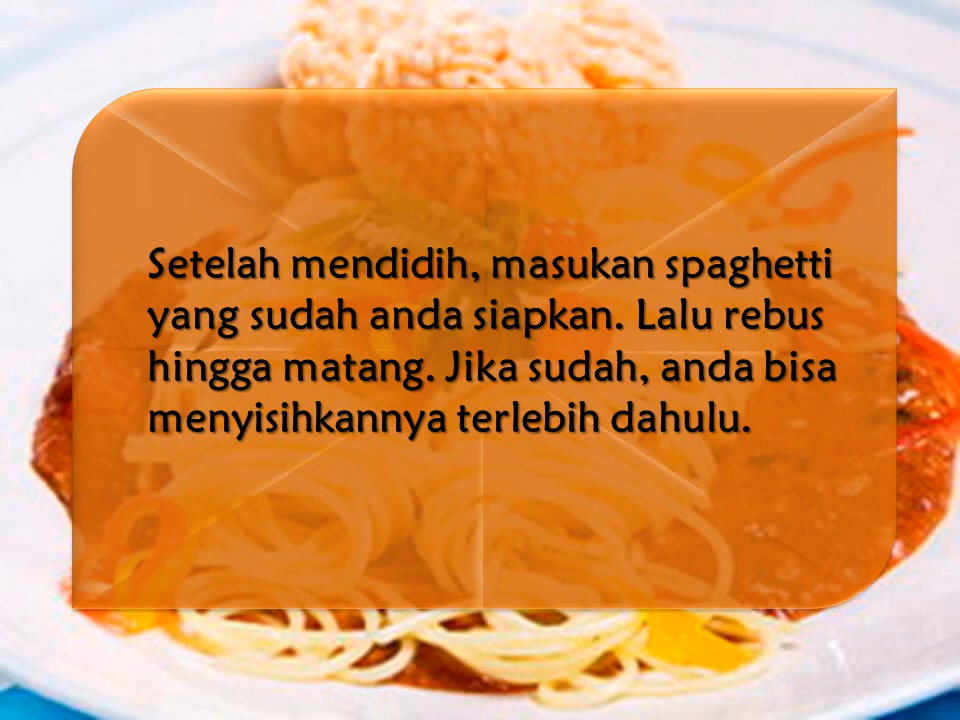 Setelah mendidih, masukan spaghetti
yang sudah anda siapkan. Lalu rebus
hingga matang. Jika sudah, anda bisa
menyisihkannya terlebih dahulu.